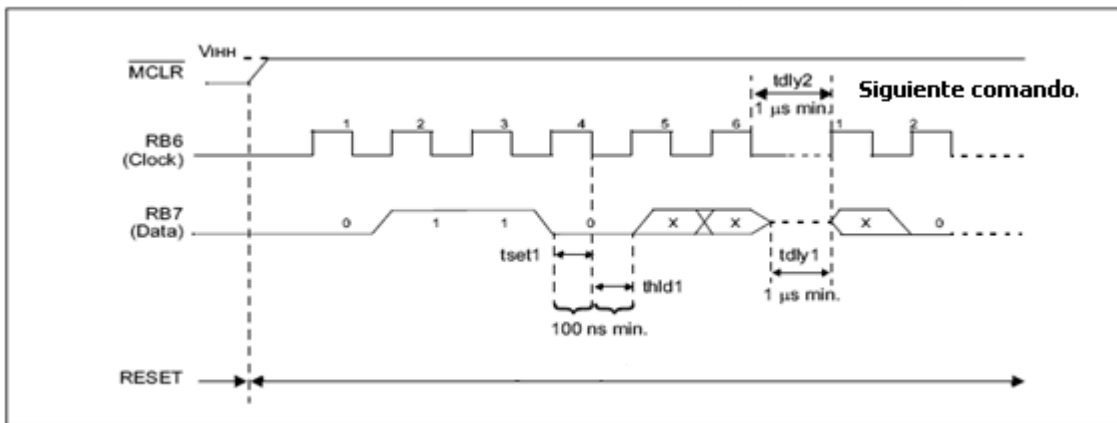 VIHH
MCLR
tdly2
Siguiente comando.
1 µs min.
1 2 3 4 5 6 1 2
RB6
(Clock)
RB7
(Data)
0 1 1 0 X X X 0
tset1
tdly1
thld1
1 µs min.
100 ns min.
RESET